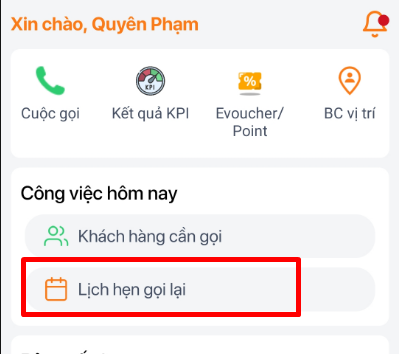 Xin chào, Quyên Phạm
Cuộc gọi
KPI
Kết quả KPI
%
Evoucher/
Point
BC vị trí
Công việc hôm nay
Khách hàng cần gọi
Lịch hẹn gọi lại